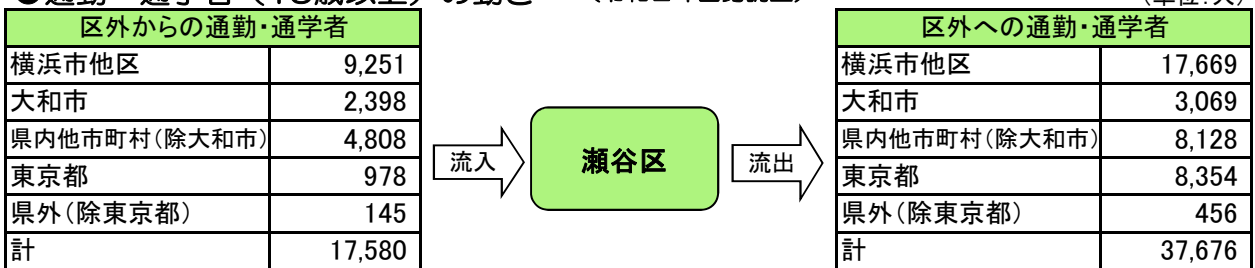 区外からの通勤・通学者
横浜市他区 9,251
大和市 2,398
県内他市町村(除大和市) 4,808
東京都 978
県外(除東京都) 145
計 17,580
流入
瀬谷区
流出
区外への通勤・通学者
横浜市他区 17,669
大和市 3,069
県内他市町村(除大和市) 8,128
東京都 8,354
県外(除東京都) 456
計 37,676